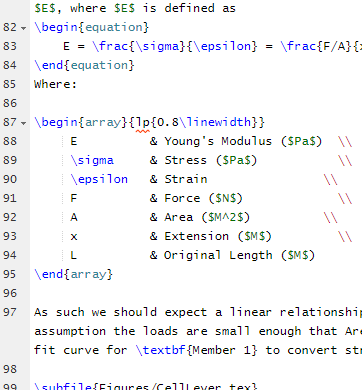 $E$, where $E$ is defined as
82 \begin{equation}
83 E = \frac{\sigma}{\epsilon} = \frac{F/A}{
84 \end{equation}
85 Where:
86
87 \begin{array}{lp{0.8\linewidth}}
88 E & Young's Modulus ($Pa$) \\
89 \sigma & Stress ($Pa$) \\
90 \epsilon & Strain \\
91 F & Force ($N$) \\
92 A & Area ($M^2$) \\
93 x & Extension ($M$) \\
94 L & Original Length ($M$)
95 \end{array}
96
97 As such we should expect a linear relationship
assumption the loads are small enough that Are
fit curve for \textbf{Member 1} to convert str
98
99 \subfile{Figures/CellLever.tex}